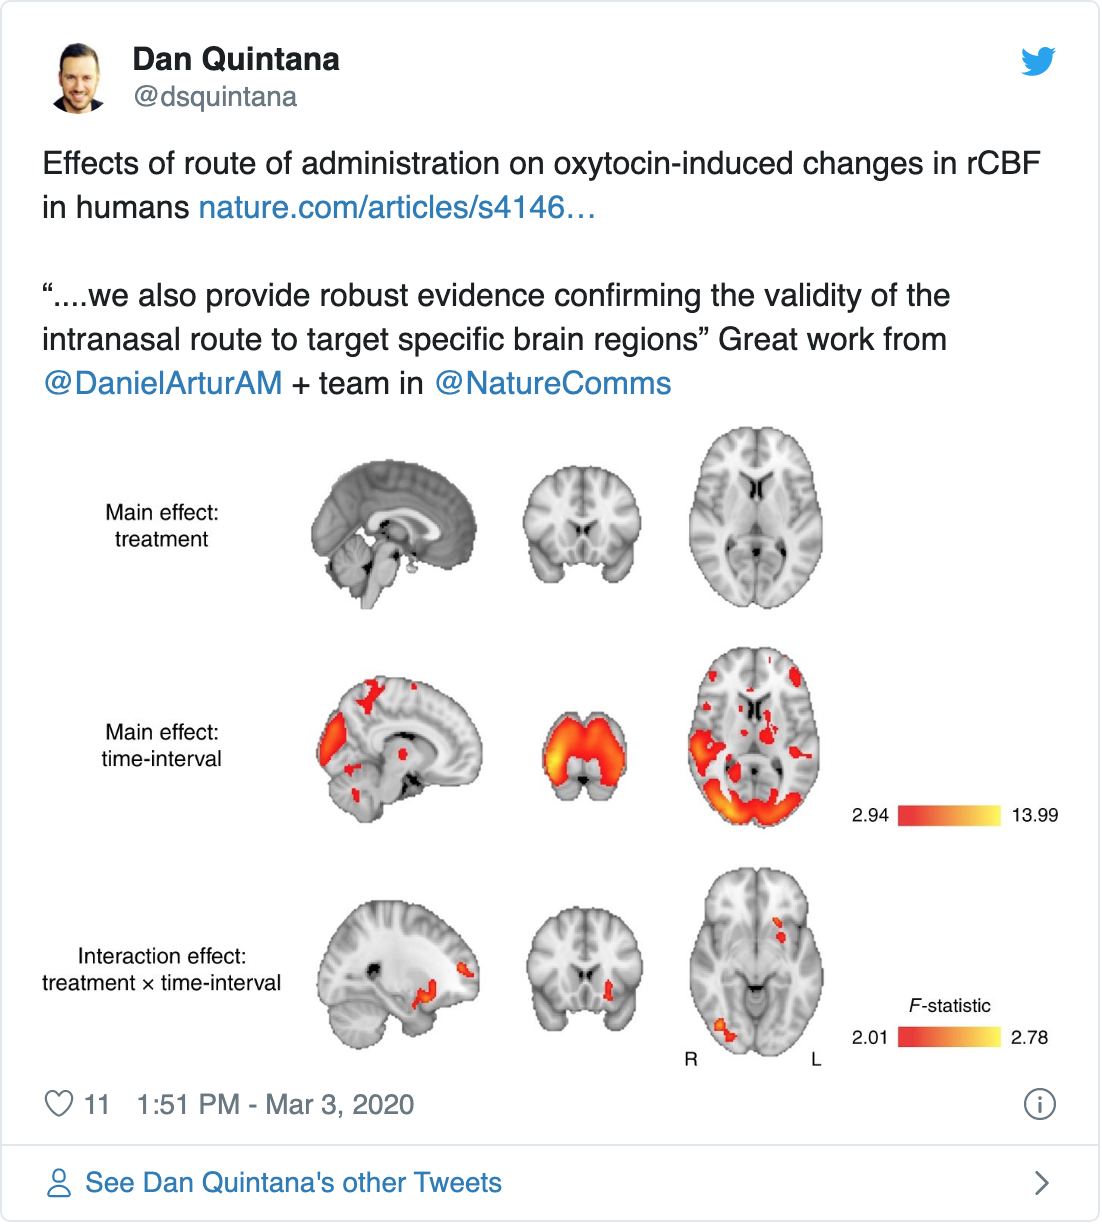 Dan Quintana
@dsquintana
Effects of route of administration on oxytocin-induced changes in rCBF
in humans nature.com/articles/s4146…
“....we also provide robust evidence confirming the validity of the
intranasal route to target specific brain regions” Great work from
@DanielArturAM + team in @NatureComms
Main effect:
treatment
Main effect:
time-interval
2.94 13.99
Interaction effect:
treatment × time-interval
F-statistic
2.01 2.78
R L
11 1:51 PM - Mar 3, 2020
See Dan Quintana's other Tweets